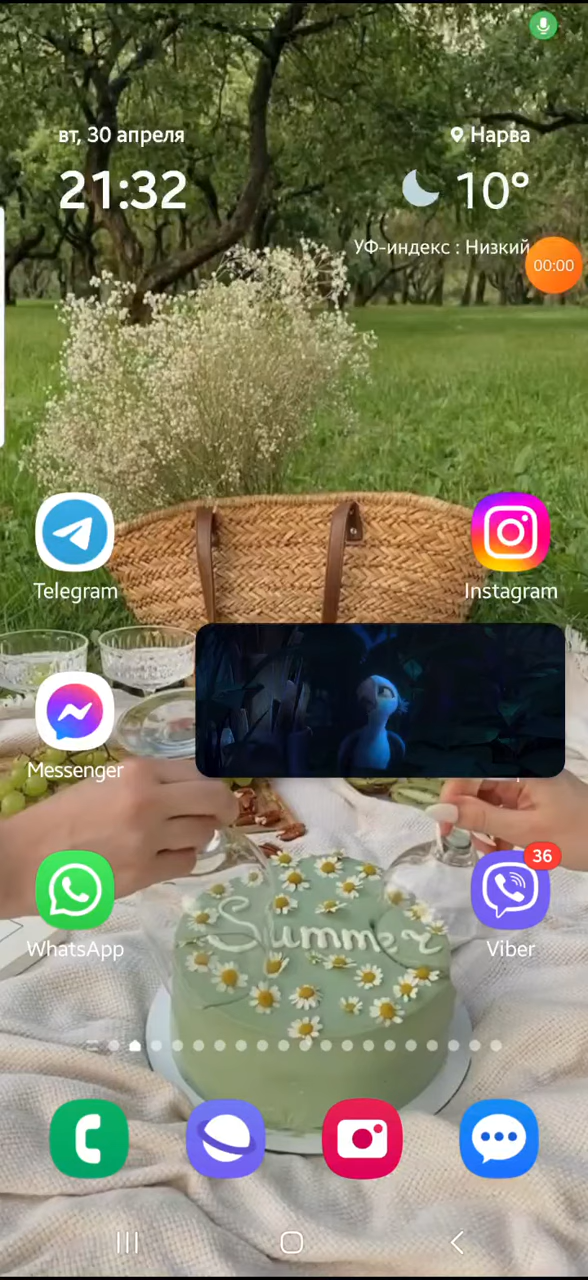 вт, 30 апреля
Нарва
21:32
10°
УФ-индекс : Низкий
00:00
Telegram
Instagram
Messenger
36
WhatsApp
Viber
Summer